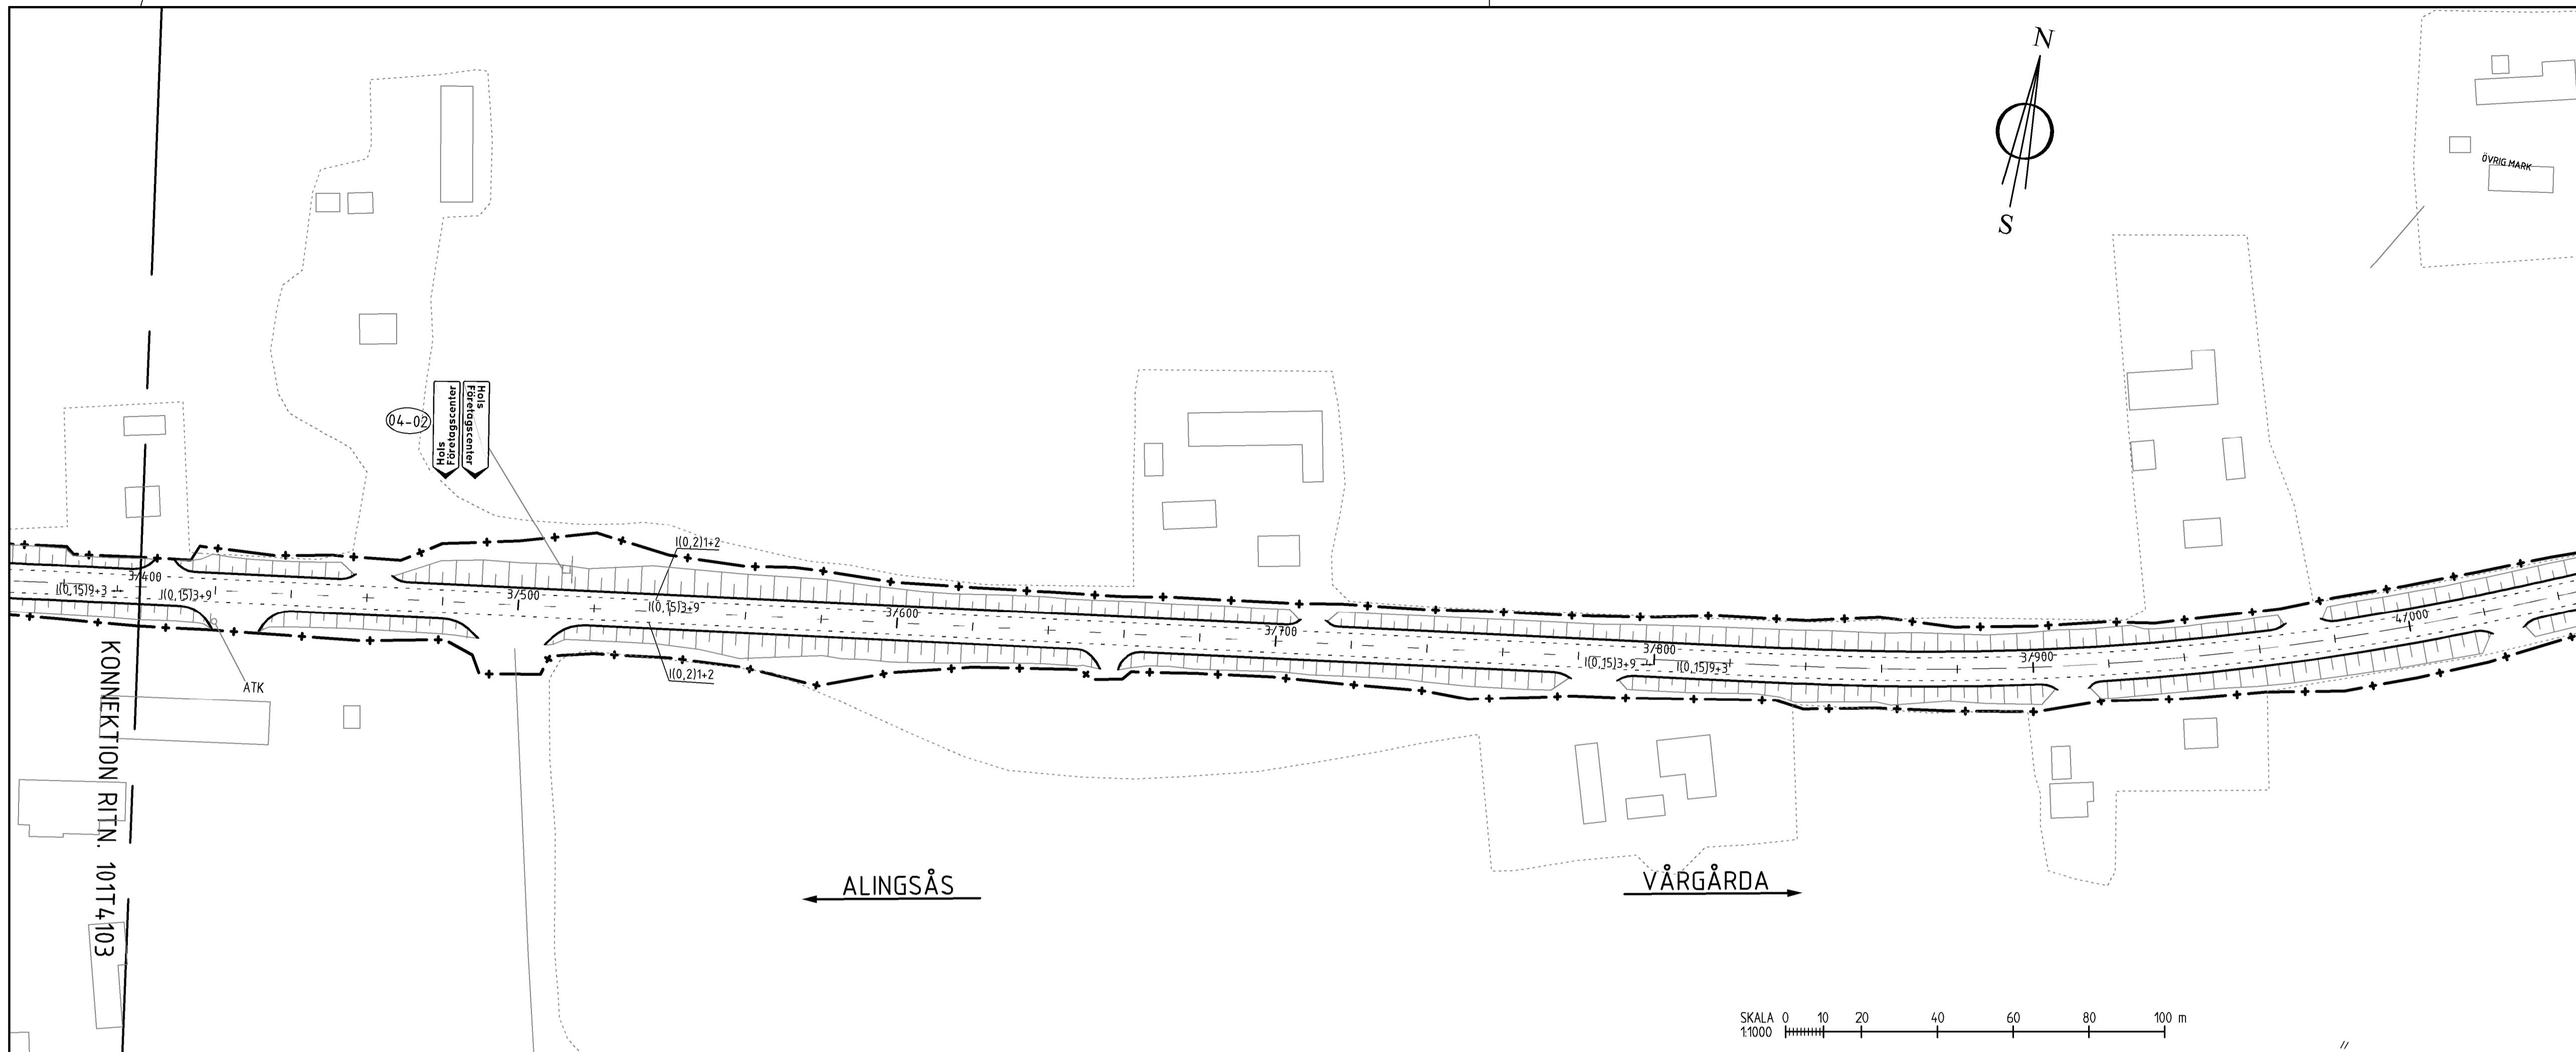 N
S
ÖVRIG MARK
04-02
Hols
Företagscenter
Hols
Företagscenter
I(0,2)1+2
3/400
I(0,15)9+3
I(0,15)3+9
3/500
I(0,15)3+9
3/600
3/700
3/800
I(0,15)3+9
I(0,15)9+3
3/900
4/000
I(0,2)1+2
ATK
KONNEKTION RITN. 101T4103
ALINGSÅS
VÅRGÅRDA
SKALA 0 10 20 40 60 80 100 m
1:1000